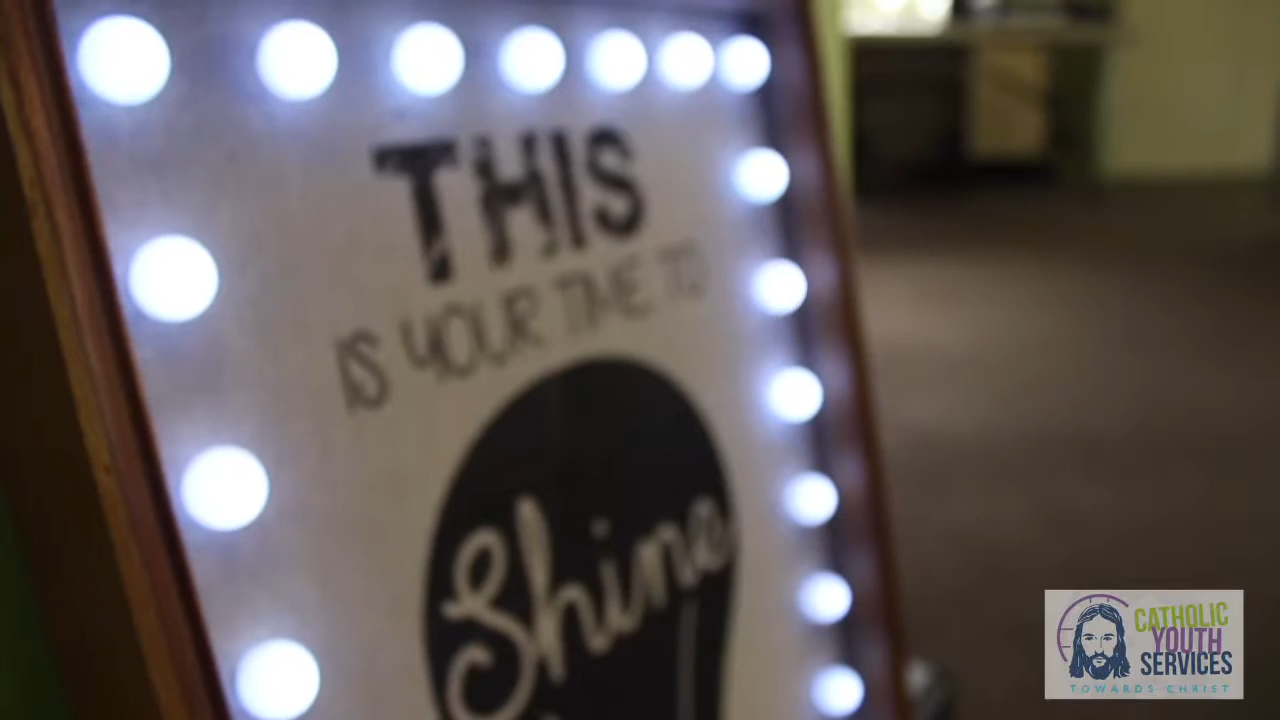 THIS
IS YOUR TIME TO
Shine
CATHOLIC
YOUTH
SERVICES
TOWARDS CHRIST